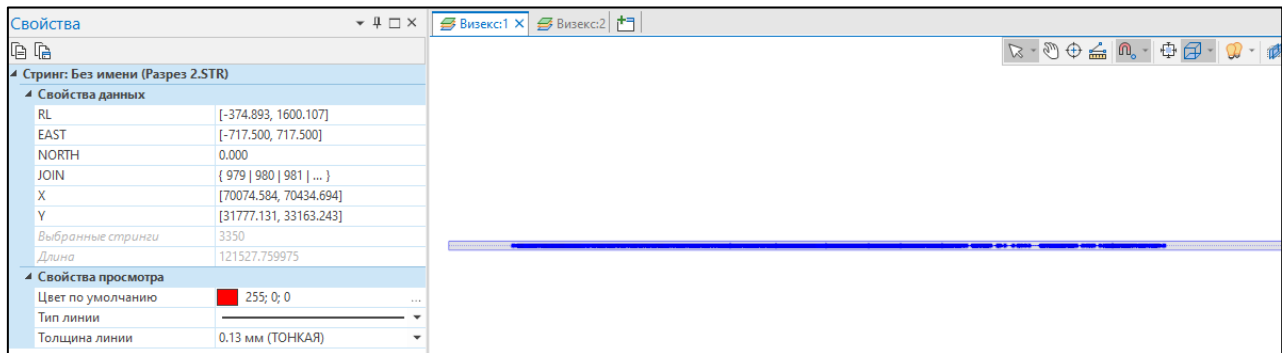 Свойства
Визекс:1
Визекс:2
Стринг: Без имени (Разрез 2.STR)
Свойства данных
RL [-374.893, 1600.107]
EAST [-717.500, 717.500]
NORTH 0.000
JOIN { 979 | 980 | 981 | ... }
X [70074.584, 70434.694]
Y [31777.131, 33163.243]
Выбранные стринги 3350
Длина 121527.759975
Свойства просмотра
Цвет по умолчанию 255; 0; 0 ...
Тип линии
Толщина линии 0.13 мм (ТОНКАЯ)